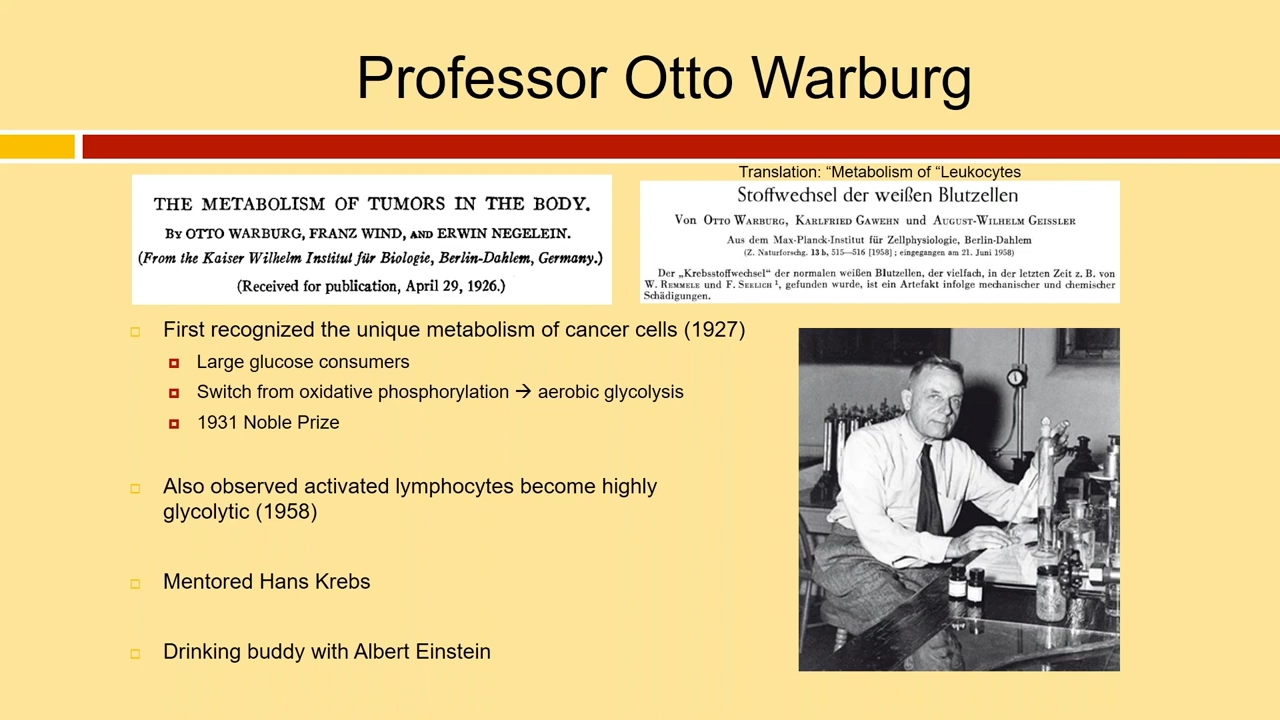 Professor Otto Warburg
THE METABOLISM OF TUMORS IN THE BODY.
BY OTTO WARBURG, FRANZ WIND, AND ERWIN NEGELEIN.
(From the Kaiser Wilhelm Institut für Biologie, Berlin-Dahlem, Germany.)
(Received for publication, April 29, 1926.)
Translation: “Metabolism of “Leukocytes
Stoffwechsel der weißen Blutzellen
Von OTTO WARBURG, KARLFRIED GAWEHN und AUGUST-WILHELM GEISSLER
Aus dem Max-Planck-Institut für Zellphysiologie, Berlin-Dahlem
(Z. Naturforschg. 13 b, 515—516 [1958]; eingegangen am 21. Juni 1958)
Der „Krebsstoffwechsel“ der normalen weißen Blutzellen, der vielfach, in der letzten Zeit z. B. von
W. REMMELE und F. SEELICH ¹, gefunden wurde, ist ein Artefakt infolge mechanischer und chemischer
Schädigungen.
First recognized the unique metabolism of cancer cells (1927)
Large glucose consumers
Switch from oxidative phosphorylation → aerobic glycolysis
1931 Noble Prize
Also observed activated lymphocytes become highly
glycolytic (1958)
Mentored Hans Krebs
Drinking buddy with Albert Einstein